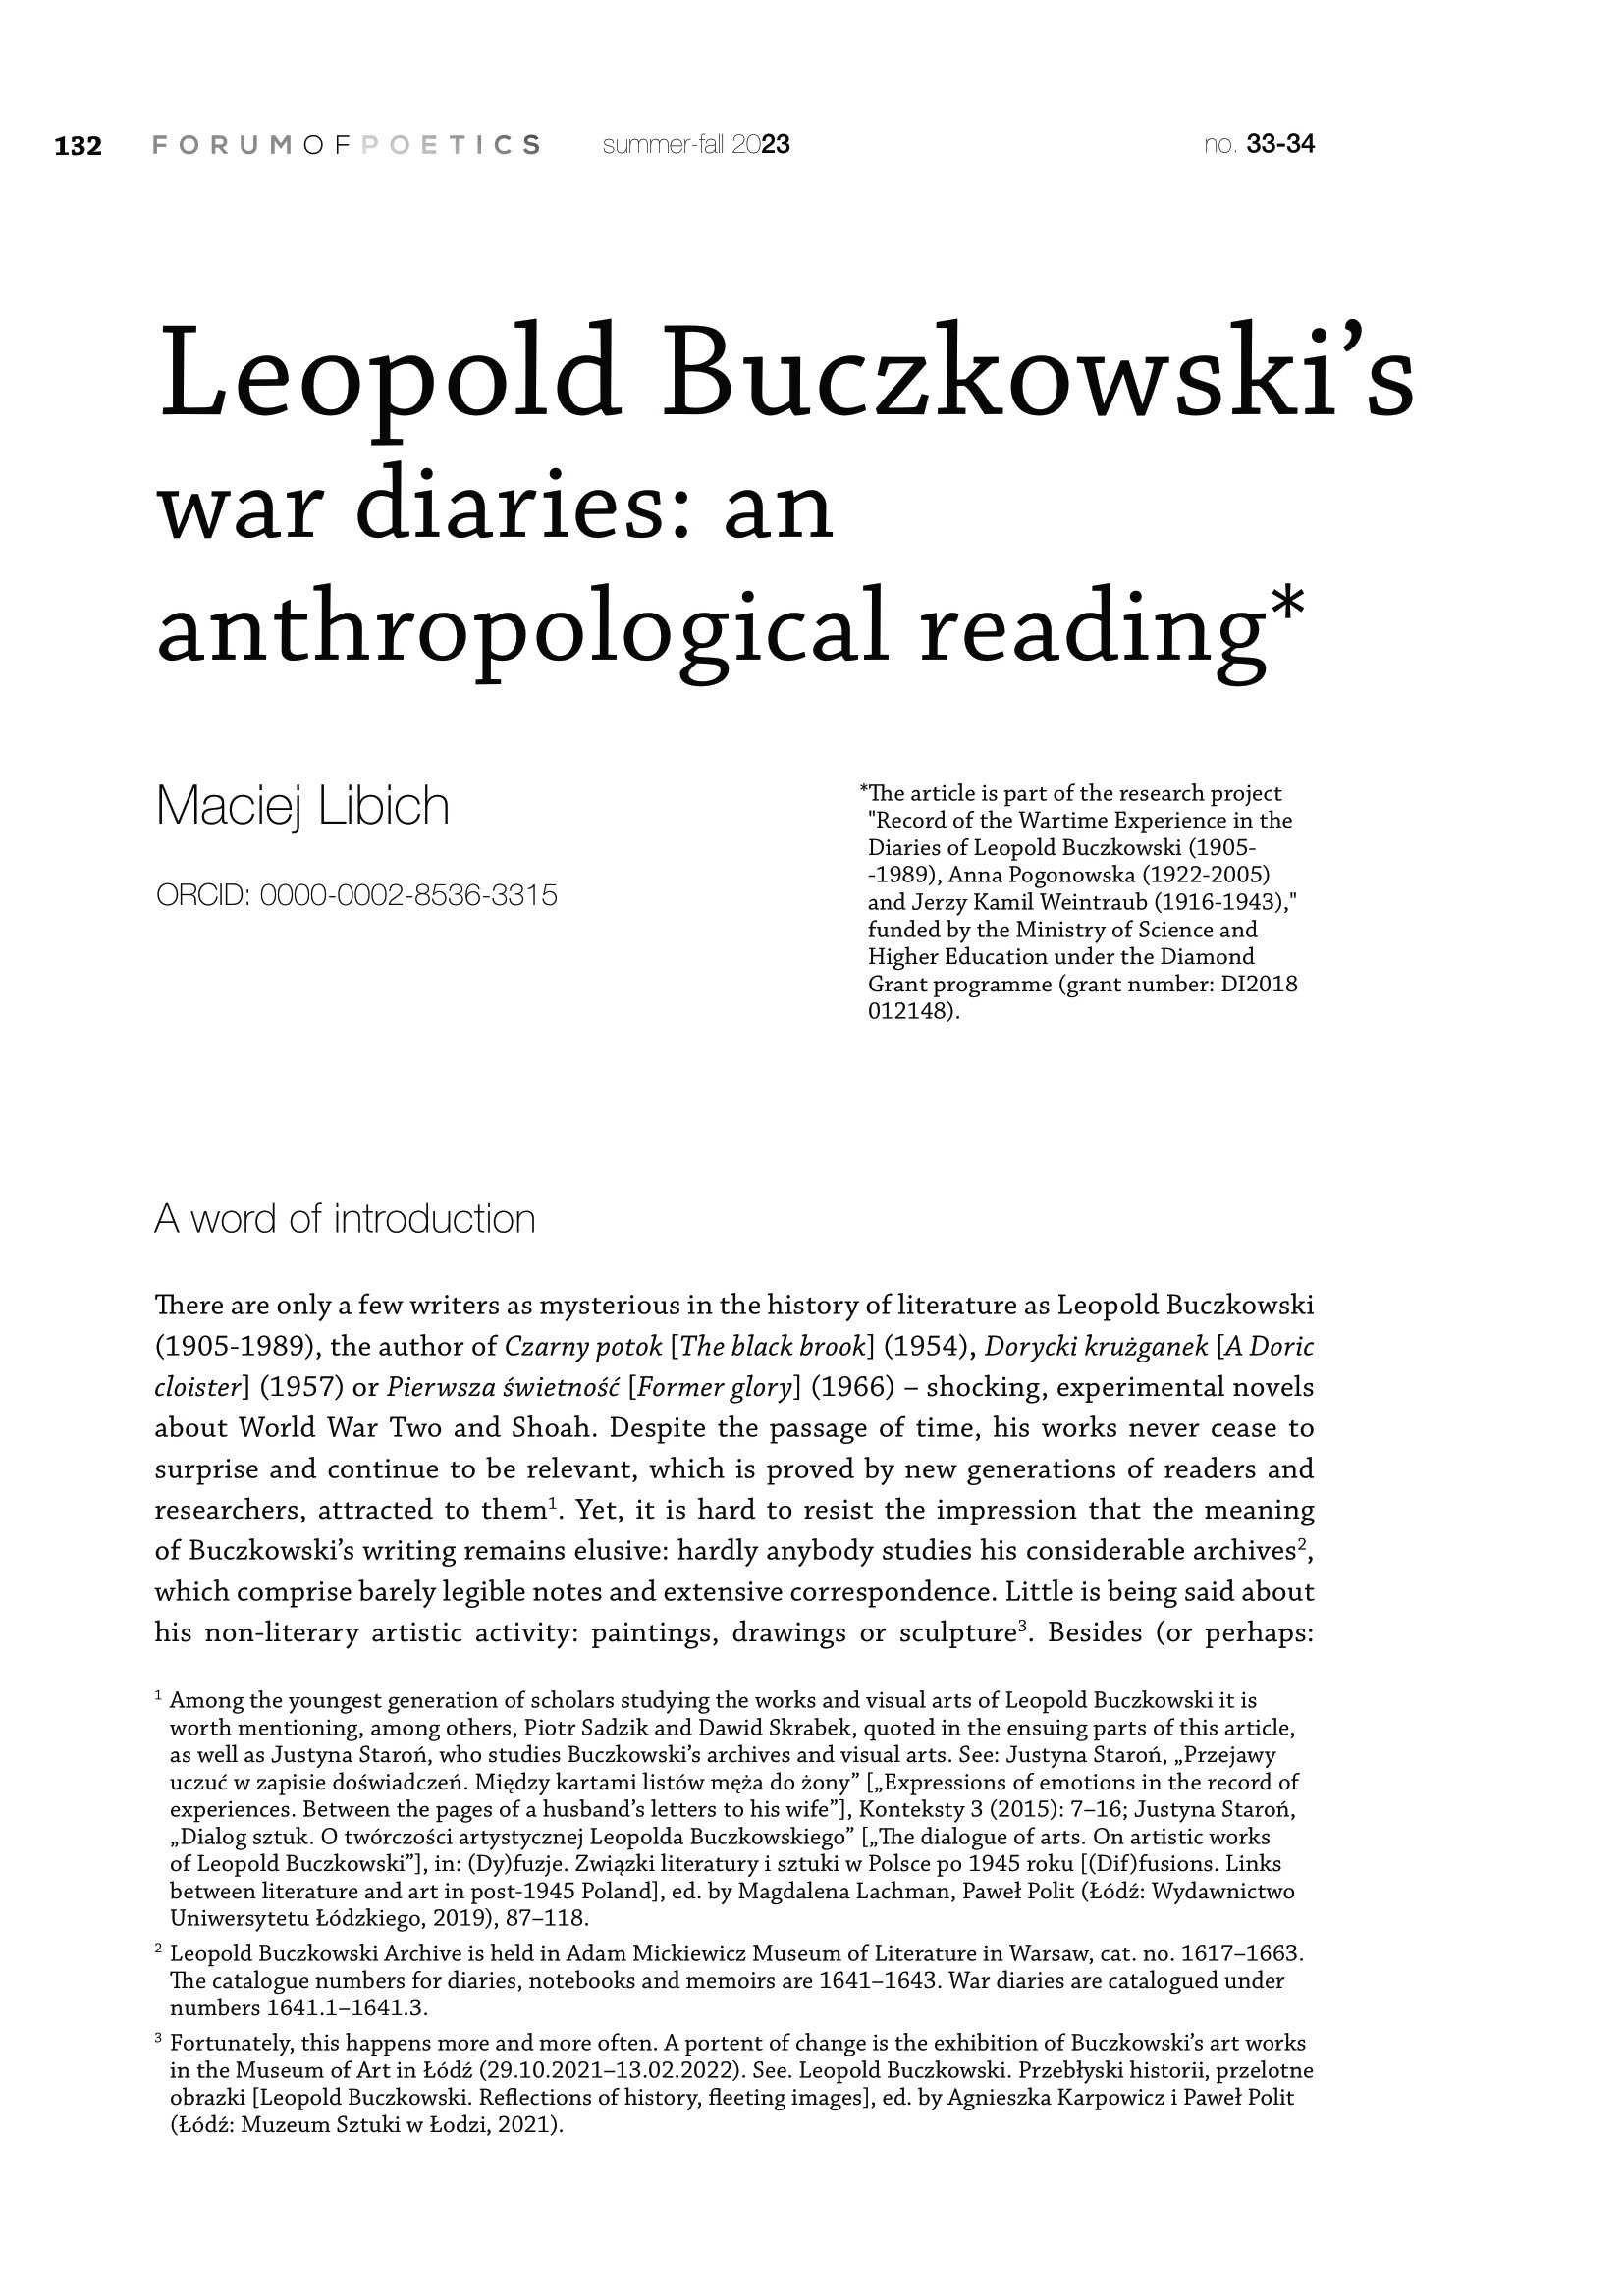 132 FORUMOFPOETICS summer-fall 2023 no. 33-34
Leopold Buczkowski’s
war diaries: an
anthropological reading*
Maciej Libich
ORCID: 0000-0002-8536-3315
*The article is part of the research project
"Record of the Wartime Experience in the
Diaries of Leopold Buczkowski (1905-
-1989), Anna Pogonowska (1922-2005)
and Jerzy Kamil Weintraub (1916-1943),"
funded by the Ministry of Science and
Higher Education under the Diamond
Grant programme (grant number: DI2018
012148).
A word of introduction
There are only a few writers as mysterious in the history of literature as Leopold Buczkowski
(1905-1989), the author of Czarny potok [The black brook] (1954), Dorycki krużganek [A Doric
cloister] (1957) or Pierwsza świetność [Former glory] (1966) – shocking, experimental novels
about World War Two and Shoah. Despite the passage of time, his works never cease to
surprise and continue to be relevant, which is proved by new generations of readers and
researchers, attracted to them¹. Yet, it is hard to resist the impression that the meaning
of Buczkowski’s writing remains elusive: hardly anybody studies his considerable archives²,
which comprise barely legible notes and extensive correspondence. Little is being said about
his non-literary artistic activity: paintings, drawings or sculpture³. Besides (or perhaps:
¹ Among the youngest generation of scholars studying the works and visual arts of Leopold Buczkowski it is
worth mentioning, among others, Piotr Sadzik and Dawid Skrabek, quoted in the ensuing parts of this article,
as well as Justyna Staroń, who studies Buczkowski’s archives and visual arts. See: Justyna Staroń, „Przejawy
uczuć w zapisie doświadczeń. Między kartami listów męża do żony” [„Expressions of emotions in the record of
experiences. Between the pages of a husband’s letters to his wife”], Konteksty 3 (2015): 7–16; Justyna Staroń,
„Dialog sztuk. O twórczości artystycznej Leopolda Buczkowskiego” [„The dialogue of arts. On artistic works
of Leopold Buczkowski”], in: (Dy)fuzje. Związki literatury i sztuki w Polsce po 1945 roku [(Dif)fusions. Links
between literature and art in post-1945 Poland], ed. by Magdalena Lachman, Paweł Polit (Łódź: Wydawnictwo
Uniwersytetu Łódzkiego, 2019), 87–118.
² Leopold Buczkowski Archive is held in Adam Mickiewicz Museum of Literature in Warsaw, cat. no. 1617–1663.
The catalogue numbers for diaries, notebooks and memoirs are 1641–1643. War diaries are catalogued under
numbers 1641.1–1641.3.
³ Fortunately, this happens more and more often. A portent of change is the exhibition of Buczkowski’s art works
in the Museum of Art in Łódź (29.10.2021–13.02.2022). See. Leopold Buczkowski. Przebłyski historii, przelotne
obrazki [Leopold Buczkowski. Reflections of history, fleeting images], ed. by Agnieszka Karpowicz i Paweł Polit
(Łódź: Muzeum Sztuki w Łodzi, 2021).